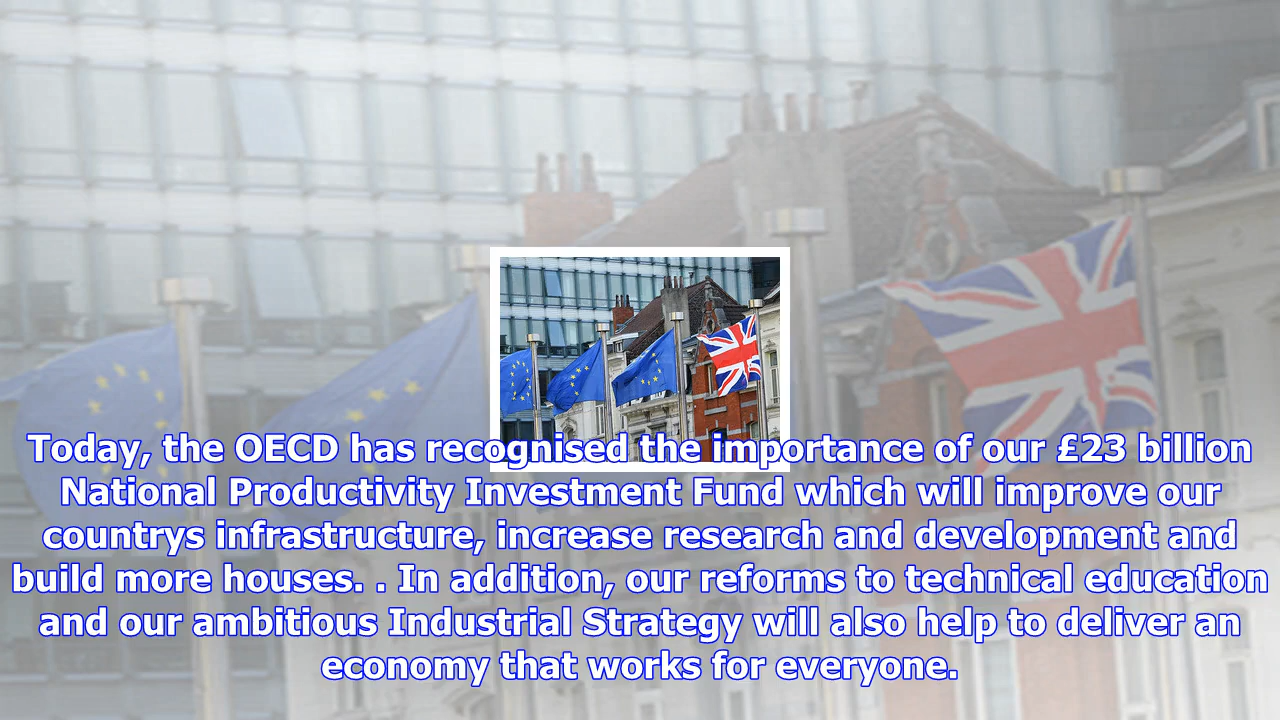 Today, the OECD has recognised the importance of our £23 billion
National Productivity Investment Fund which will improve our
countrys infrastructure, increase research and development and
build more houses. . In addition, our reforms to technical education
and our ambitious Industrial Strategy will also help to deliver an
economy that works for everyone.